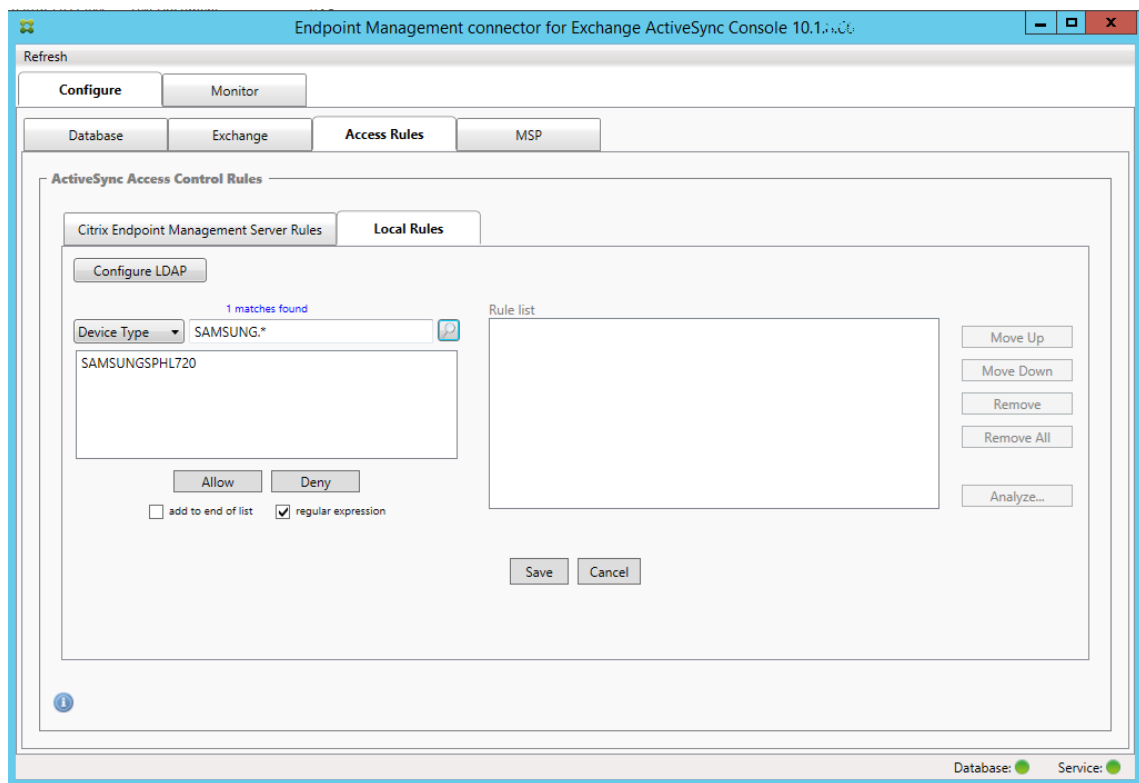 Endpoint Management connector for Exchange ActiveSync Console 10.1.
Refresh
Configure Monitor
Database Exchange Access Rules MSP
ActiveSync Access Control Rules
Citrix Endpoint Management Server Rules Local Rules
Configure LDAP
1 matches found
Rule list
Device Type SAMSUNG.*
SAMSUNGSPHL720
Move Up
Move Down
Remove
Remove All
Allow Deny
Analyze...
add to end of list regular expression
Save Cancel
Database: Service: